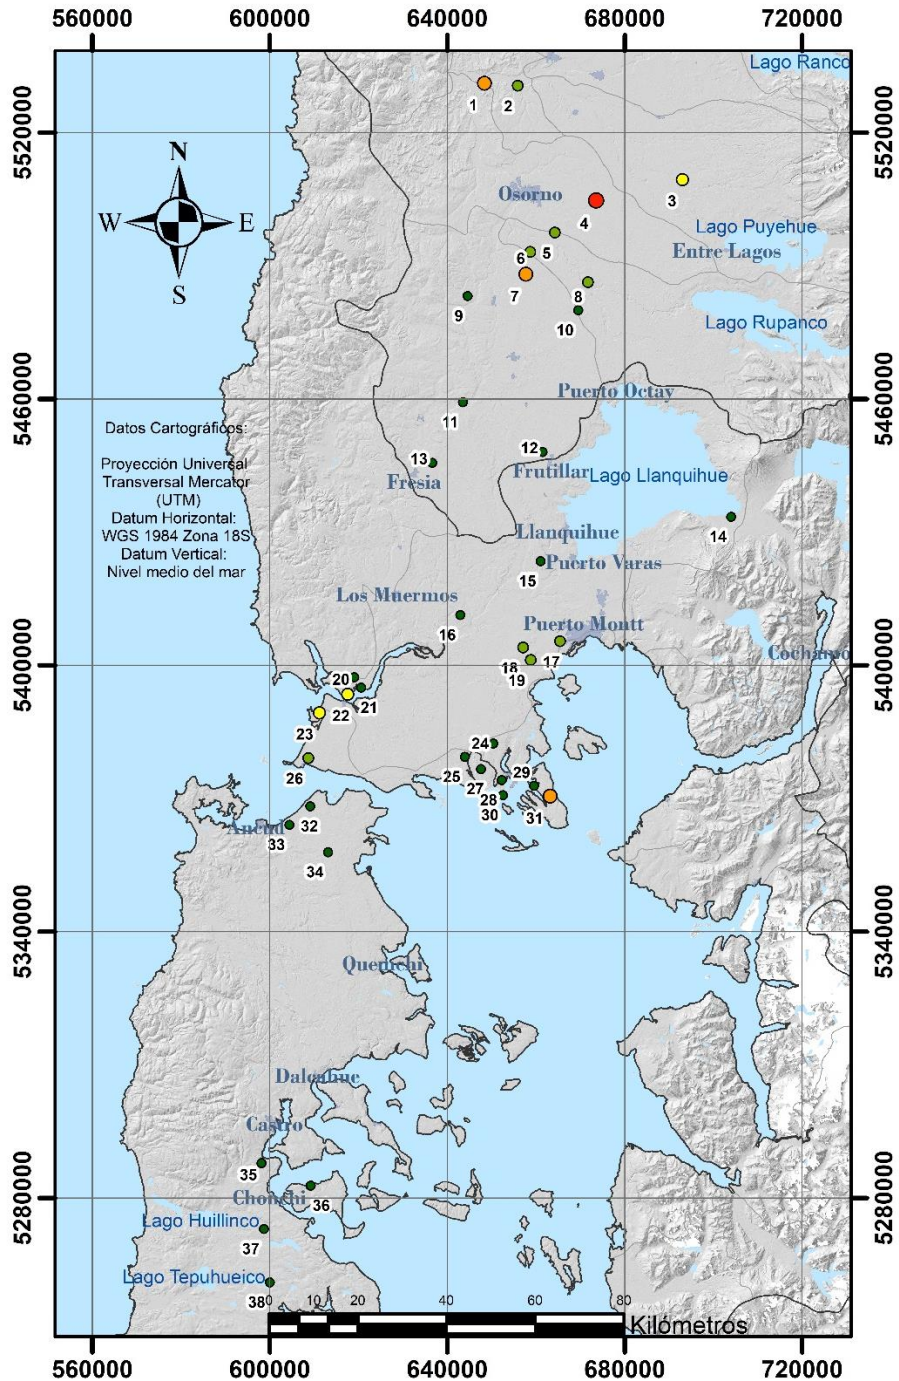 560000 600000 640000 680000 720000
Lago Ranco
1 2
5520000 5520000
N
W E
S
Osorno
3
4
Lago Puyehue
Entre Lagos
5
6
7
8
9
10
Lago Rupanco
Puerto Octay
5460000 5460000
11
Datos Cartográficos:
Proyección Universal
Transversal Mercator
(UTM)
Datum Horizontal:
WGS 1984 Zona 18S
Datum Vertical:
Nivel medio del mar
12
13
Frutillar
Lago Llanquihue
Fresia
14
Llanquihue
Puerto Varas
15
Los Muermos
16
Puerto Montt
Cochamó
17
18
19
5400000 5400000
20
21
22
23
24
25
26
27
28
29
30
31
32
Ancud
33
34
5340000 5340000
Quemchi
Dalcahue
Castro
35
Chonchi
36
5280000 5280000
Lago Huillinco
37
Lago Tepuhueico
38
0 10 20 40 60 80
Kilómetros
560000 600000 640000 680000 720000